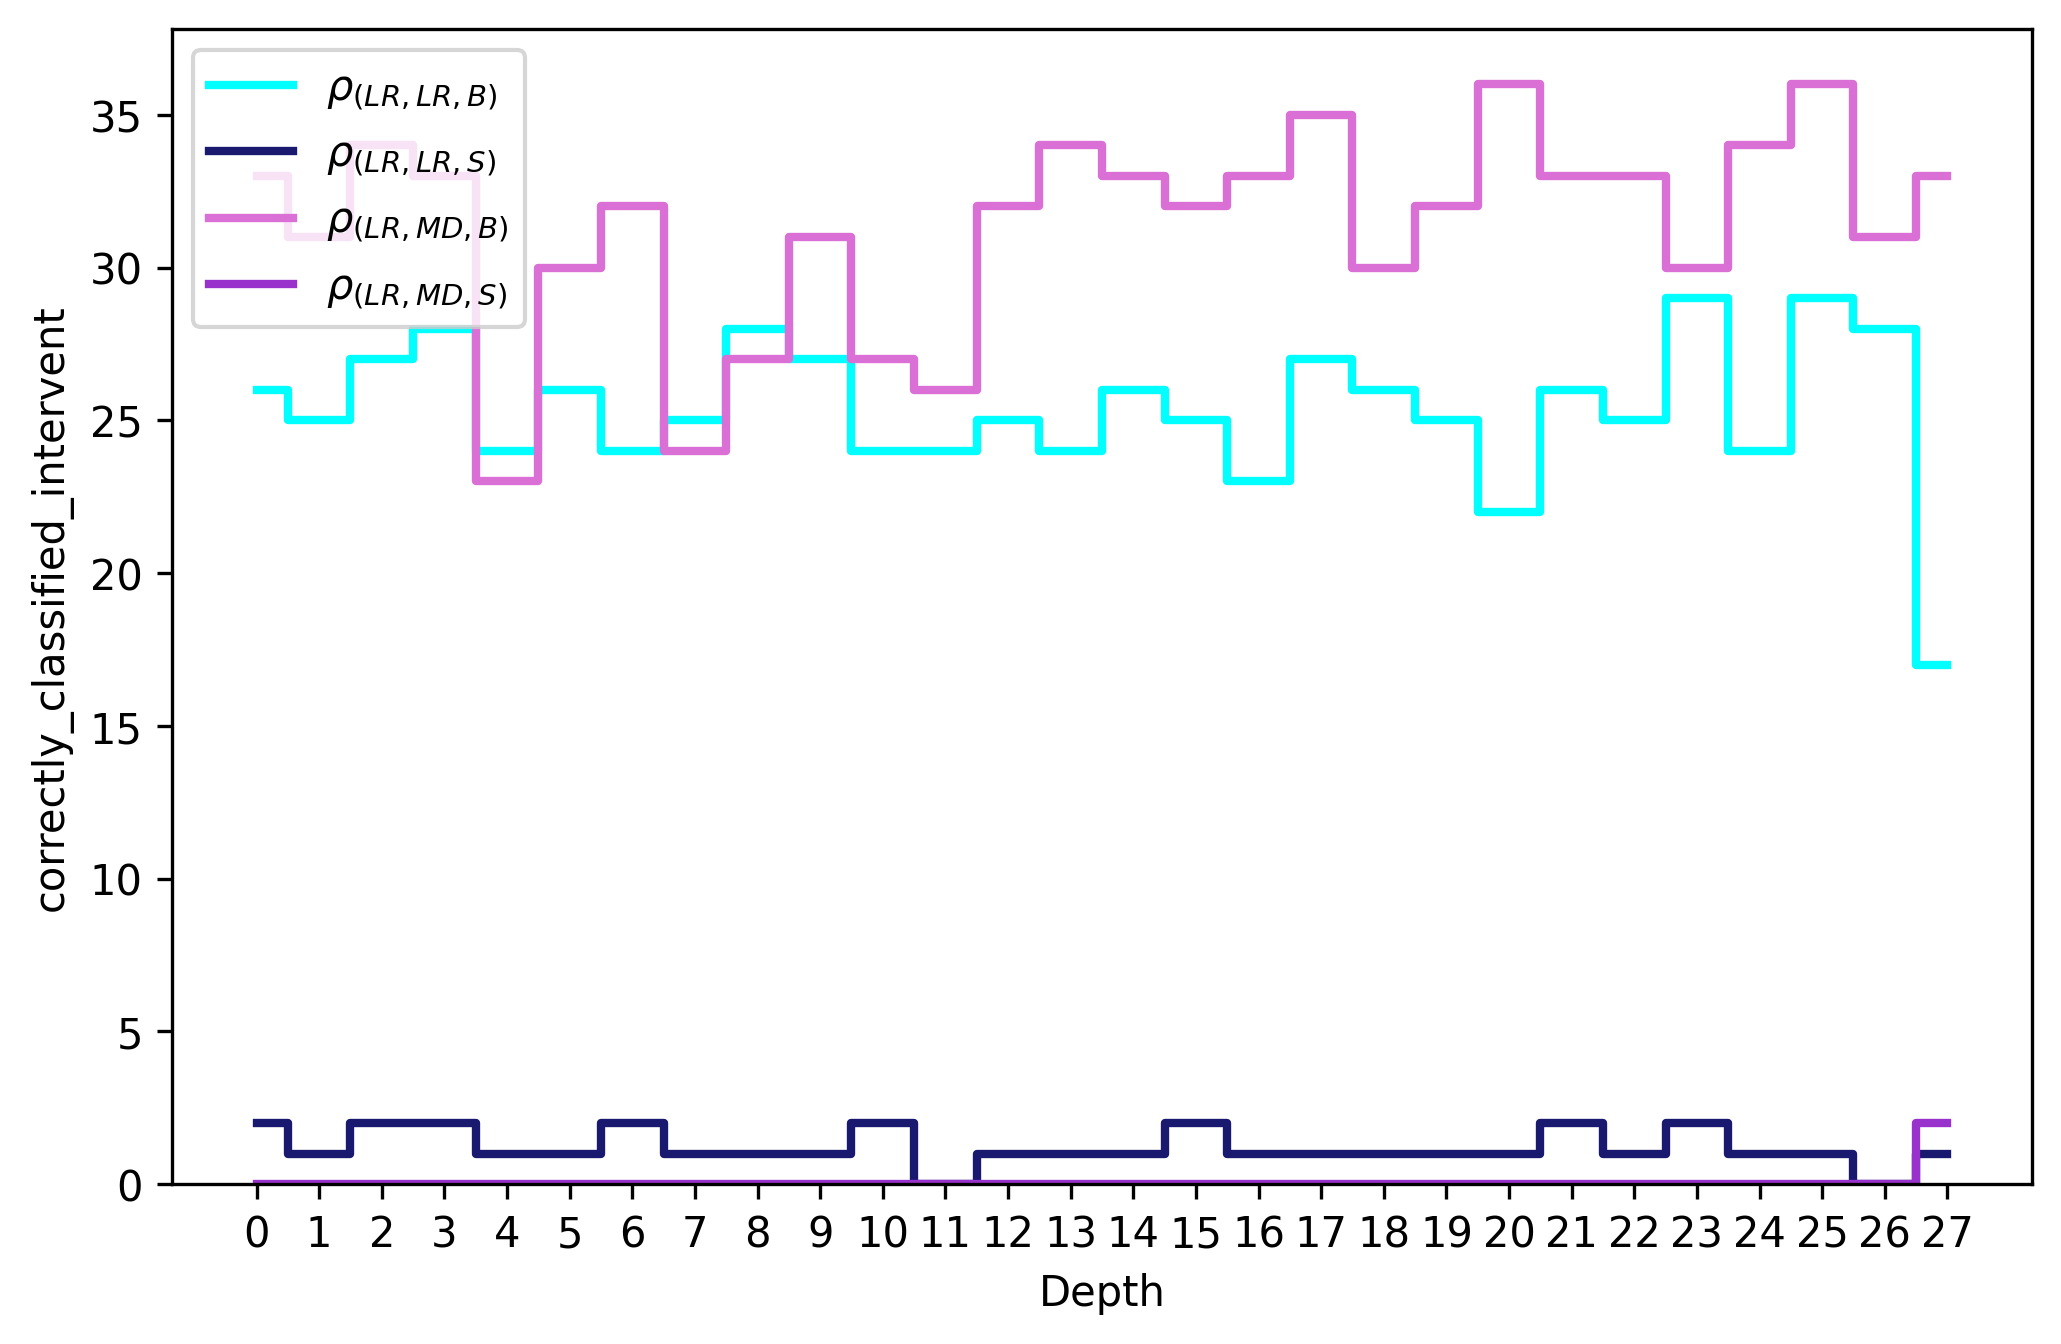 ρ(LR, LR, B)
ρ(LR, LR, S)
ρ(LR, MD, B)
ρ(LR, MD, S)
correctly_classified_intervent
35
30
25
20
15
10
5
0
0 1 2 3 4 5 6 7 8 9 10 11 12 13 14 15 16 17 18 19 20 21 22 23 24 25 26 27
Depth